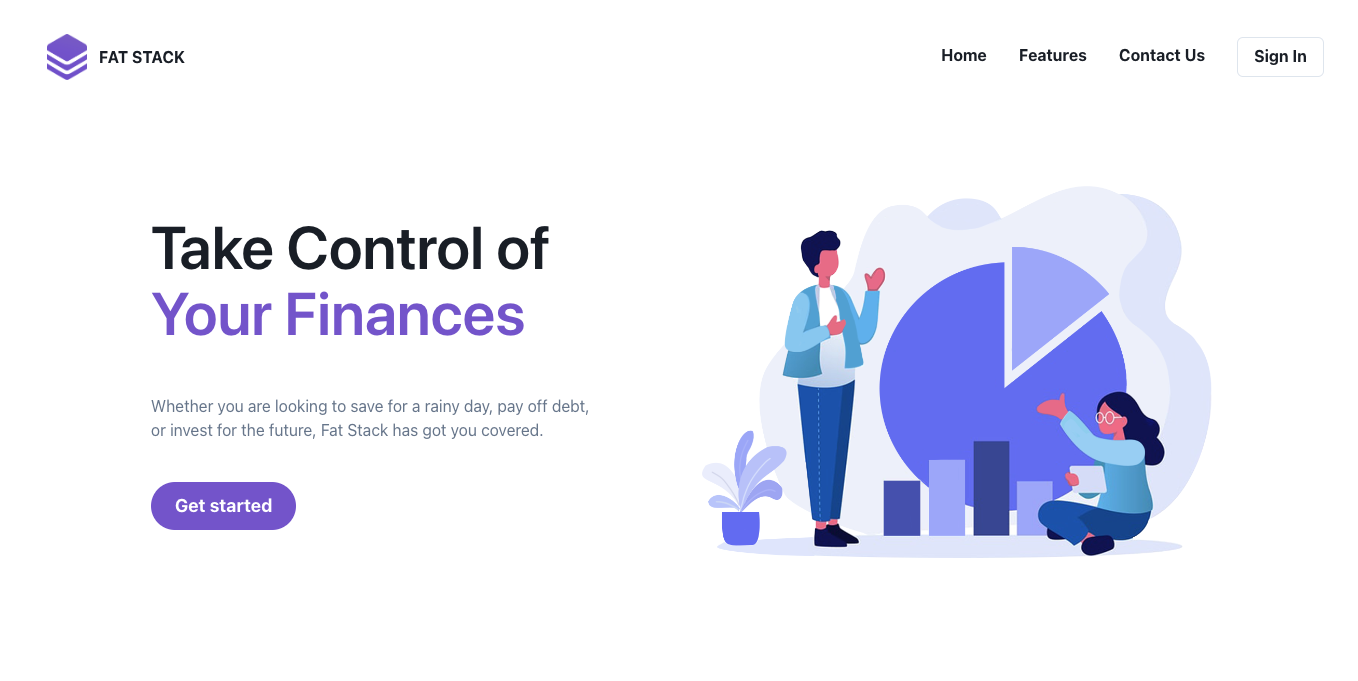 FAT STACK
Home Features Contact Us Sign In
Take Control of
Your Finances
Whether you are looking to save for a rainy day, pay off debt,
or invest for the future, Fat Stack has got you covered.
Get started